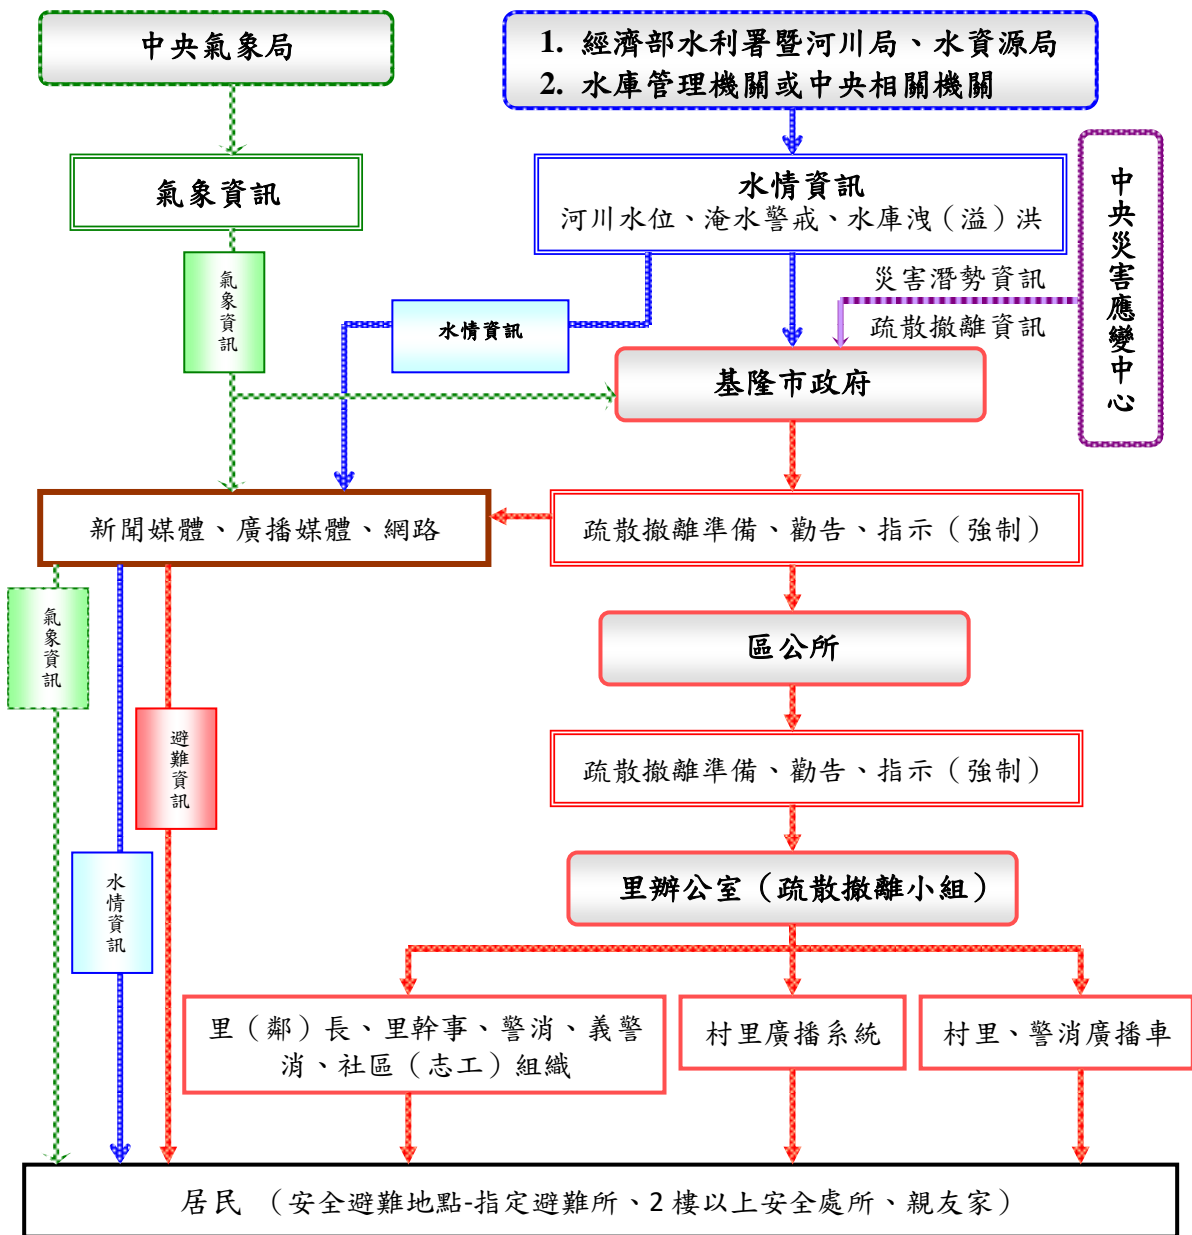 中央氣象局
1. 經濟部水利署暨河川局、水資源局
2. 水庫管理機關或中央相關機關
氣象資訊
水情資訊
河川水位、淹水警戒、水庫洩（溢）洪
中央災害應變中心
氣象資訊
水情資訊
災害潛勢資訊
疏散撤離資訊
基隆市政府
新聞媒體、廣播媒體、網路
疏散撤離準備、勸告、指示（強制）
氣象資訊
區公所
避難資訊
疏散撤離準備、勸告、指示（強制）
水情資訊
里辦公室（疏散撤離小組）
里（鄰）長、里幹事、警消、義警
消、社區（志工）組織
村里廣播系統
村里、警消廣播車
居民 （安全避難地點-指定避難所、2 樓以上安全處所、親友家）